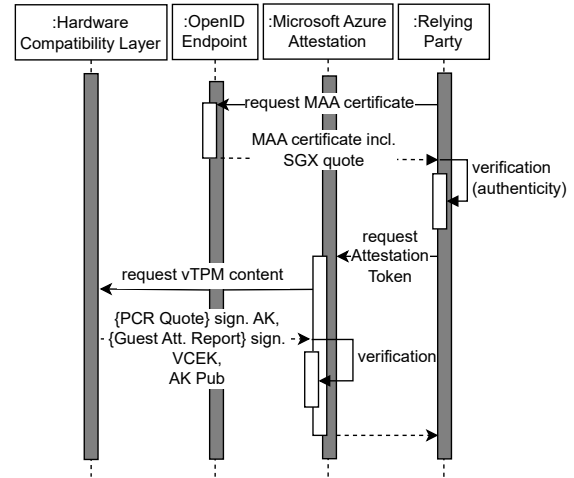 :Hardware
Compatibility Layer
:OpenID
Endpoint
:Microsoft Azure
Attestation
:Relying
Party
request MAA certificate
MAA certificate incl.
SGX quote
verification
(authenticity)
request
Attestation
Token
request vTPM content
{PCR Quote} sign. AK,
{Guest Att. Report} sign.
VCEK,
AK Pub
verification